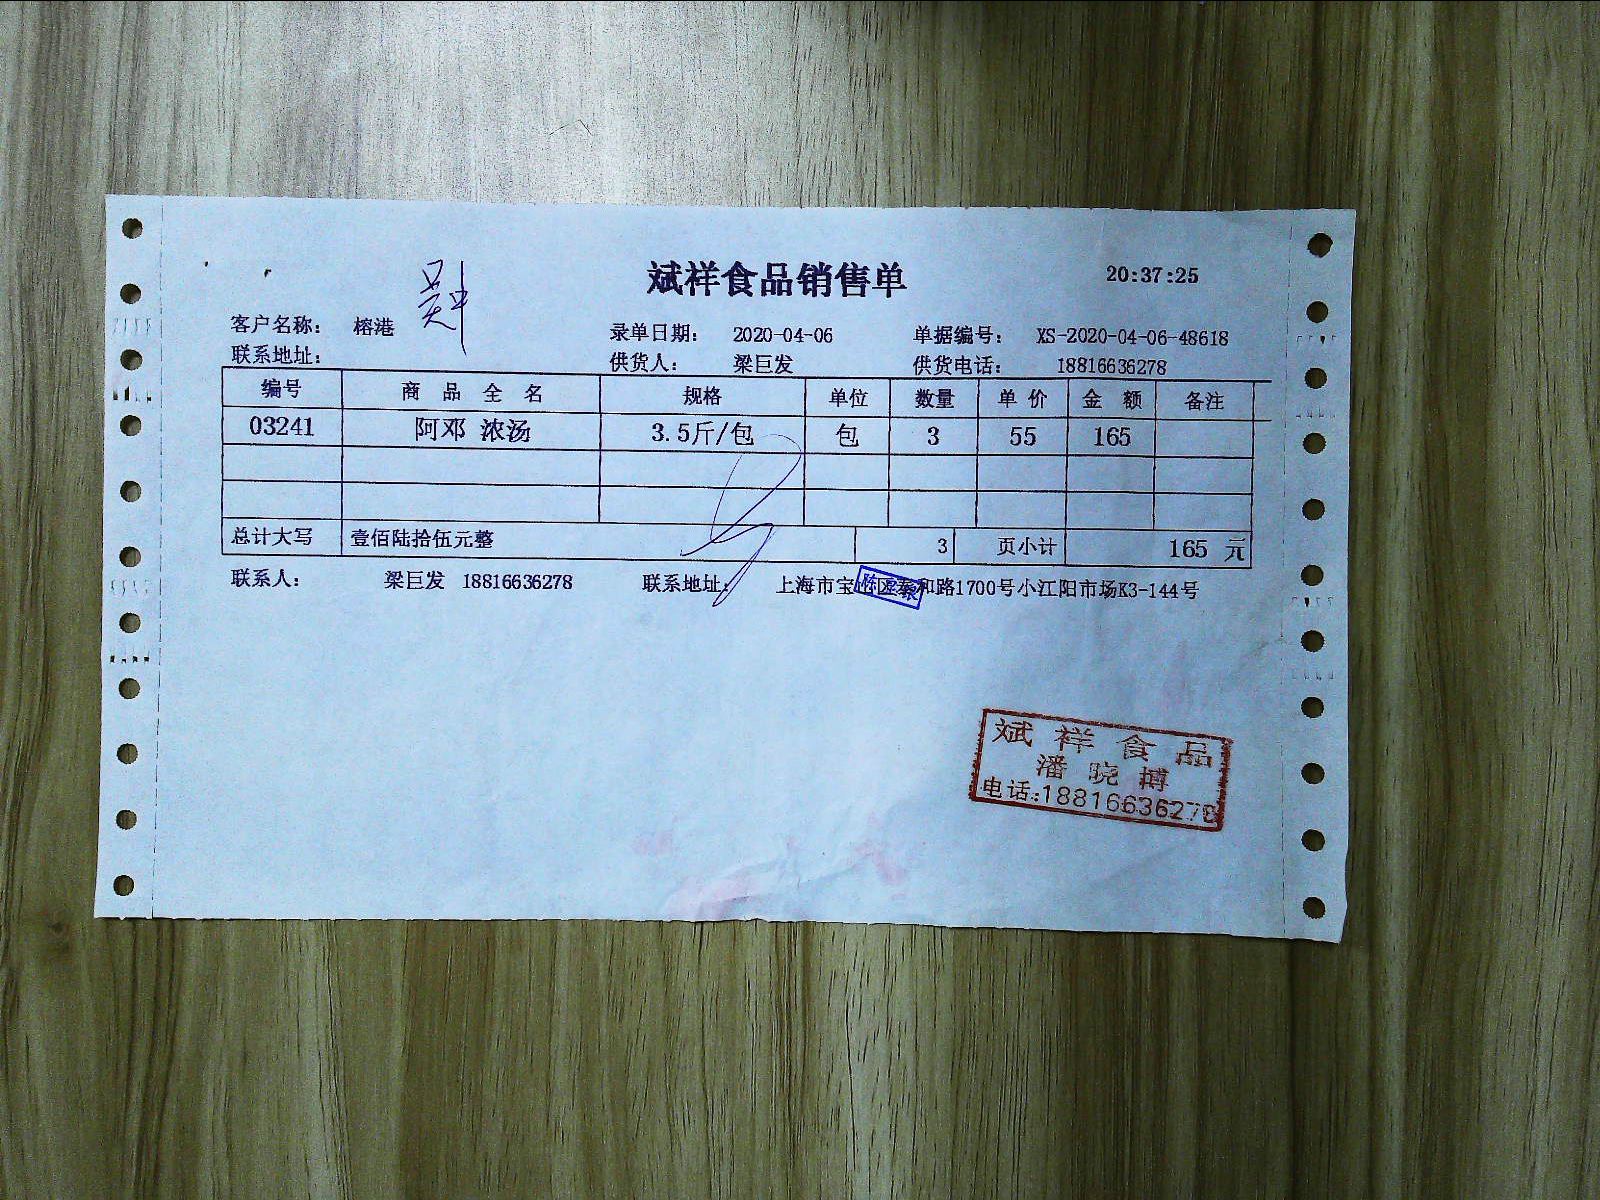 斌祥食品销售单 20:37:25
客户名称: 榕港 录单日期: 2020-04-06 单据编号: XS-2020-04-06-48618
联系地址: 供货人: 梁巨发 供货电话: 18816636278
编号 商品全名 规格 单位 数量 单价 金额 备注
03241 阿邓 浓汤 3.5斤/包 包 3 55 165
总计大写 壹佰陆拾伍元整 3 页小计 165 元
联系人: 梁巨发 18816636278 联系地址: 上海市宝山区泰和路1700号小江阳市场K3-144号
斌祥食品
潘晓搏
电话:18816636278